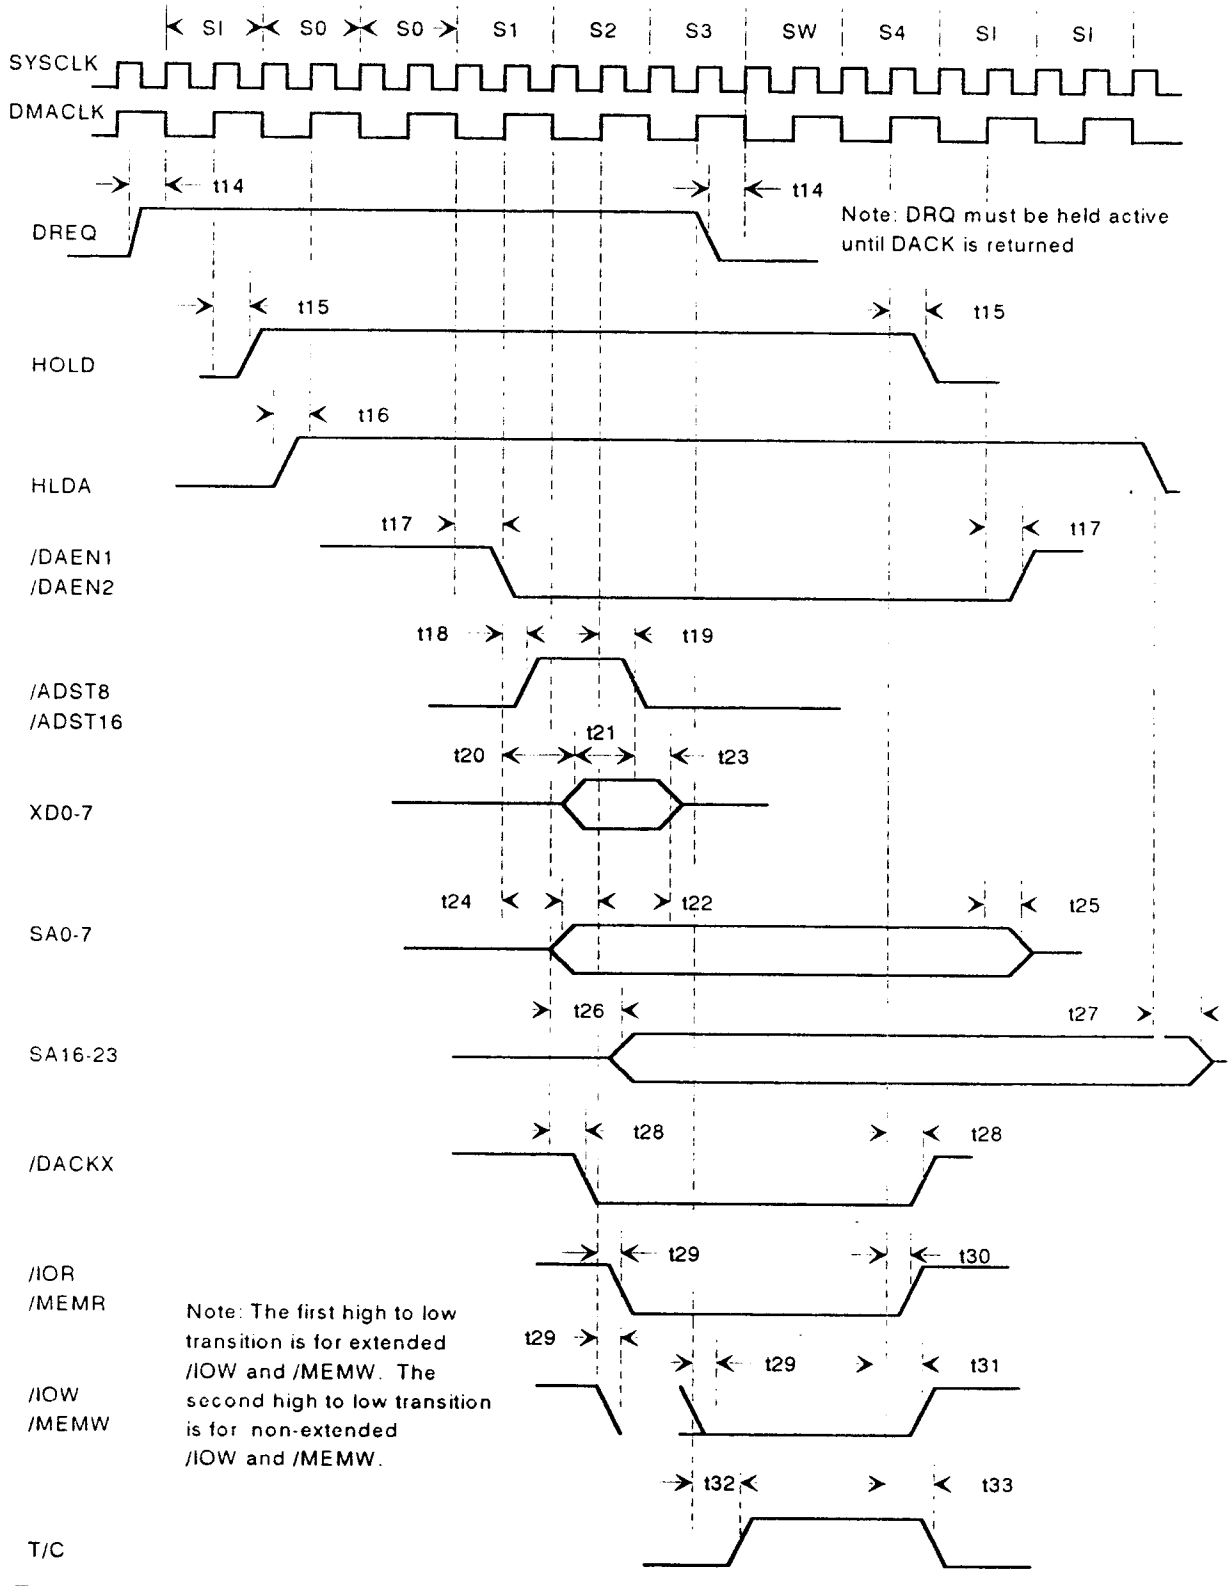 SI S0 S0 S1 S2 S3 SW S4 SI SI
SYSCLK
DMACLK
t14 t14
DREQ
Note: DRQ must be held active
until DACK is returned
t15 t15
HOLD
t16
HLDA
t17 t17
/DAEN1
/DAEN2
t18 t19
/ADST8
/ADST16
t21
t20 t23
XD0-7
t24 t22 t25
SA0-7
t26 t27
SA16-23
t28 t28
/DACKX
t29 t30
/IOR
/MEMR
Note: The first high to low
transition is for extended
/IOW and /MEMW. The
second high to low transition
is for non-extended
/IOW and /MEMW.
t29 t29 t31
/IOW
/MEMW
t32 t33
T/C